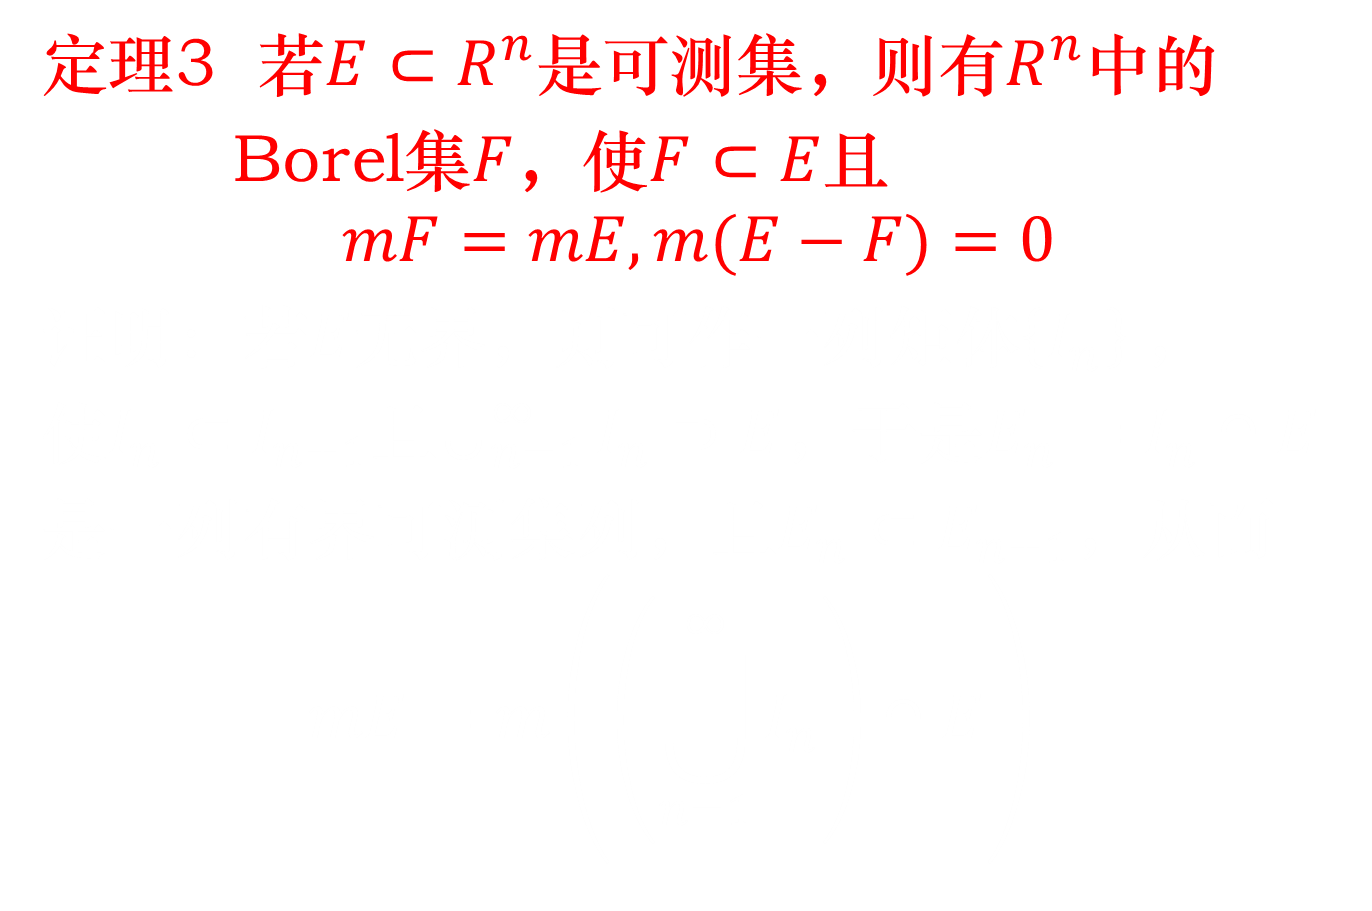 定理3 若E ⊂ Rⁿ是可测集，则有Rⁿ中的
Borel集F，使F ⊂ E且
mF = mE, m(E − F) = 0